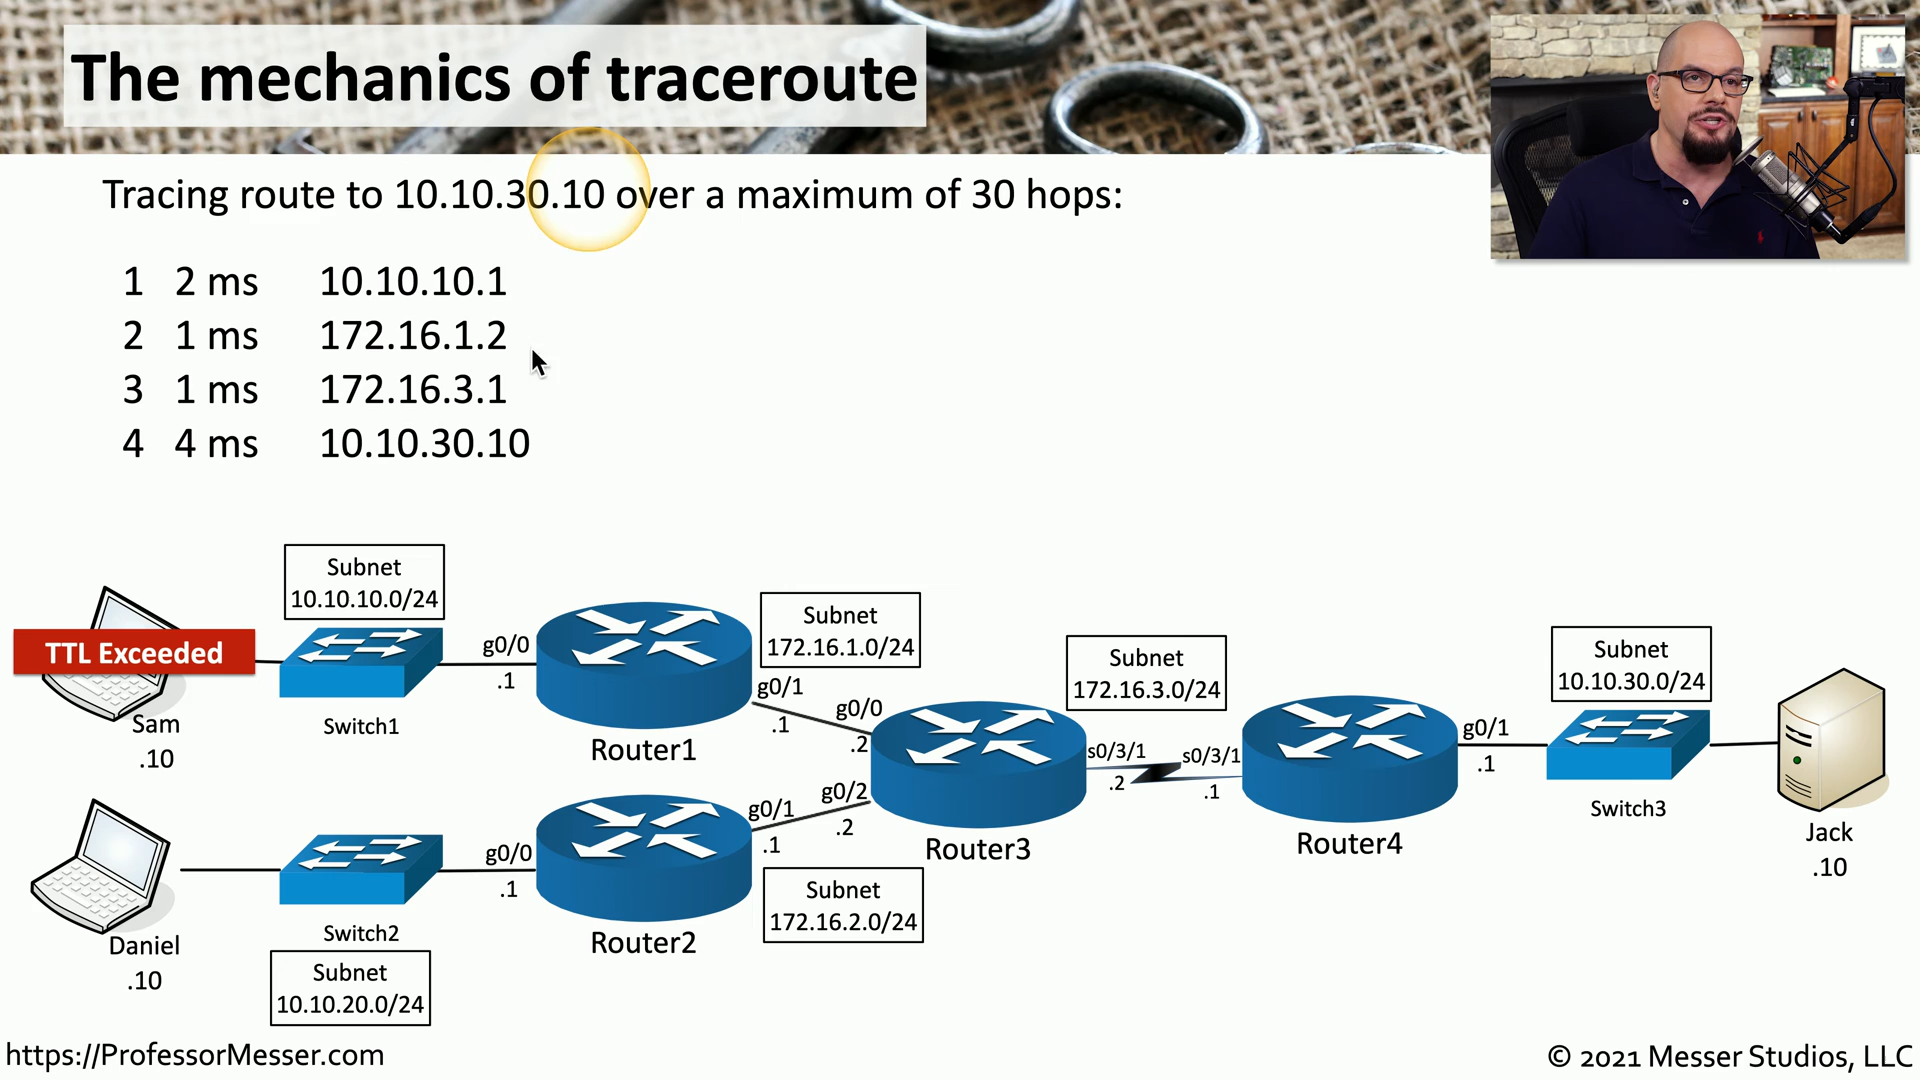 The mechanics of traceroute
Tracing route to 10.10.30.10 over a maximum of 30 hops:
1 2 ms 10.10.10.1
2 1 ms 172.16.1.2
3 1 ms 172.16.3.1
4 4 ms 10.10.30.10
Subnet
10.10.10.0/24
TTL Exceeded
Sam
.10
Switch1
g0/0
.1
Router1
Subnet
172.16.1.0/24
g0/1
.1
g0/0
.2
Subnet
172.16.3.0/24
s0/3/1
.2
s0/3/1
.1
Router3
Router4
g0/1
.1
Subnet
10.10.30.0/24
Switch3
Jack
.10
Daniel
.10
Switch2
Subnet
10.10.20.0/24
g0/0
.1
Router2
g0/1
.1
g0/2
.2
Subnet
172.16.2.0/24
https://ProfessorMesser.com
© 2021 Messer Studios, LLC